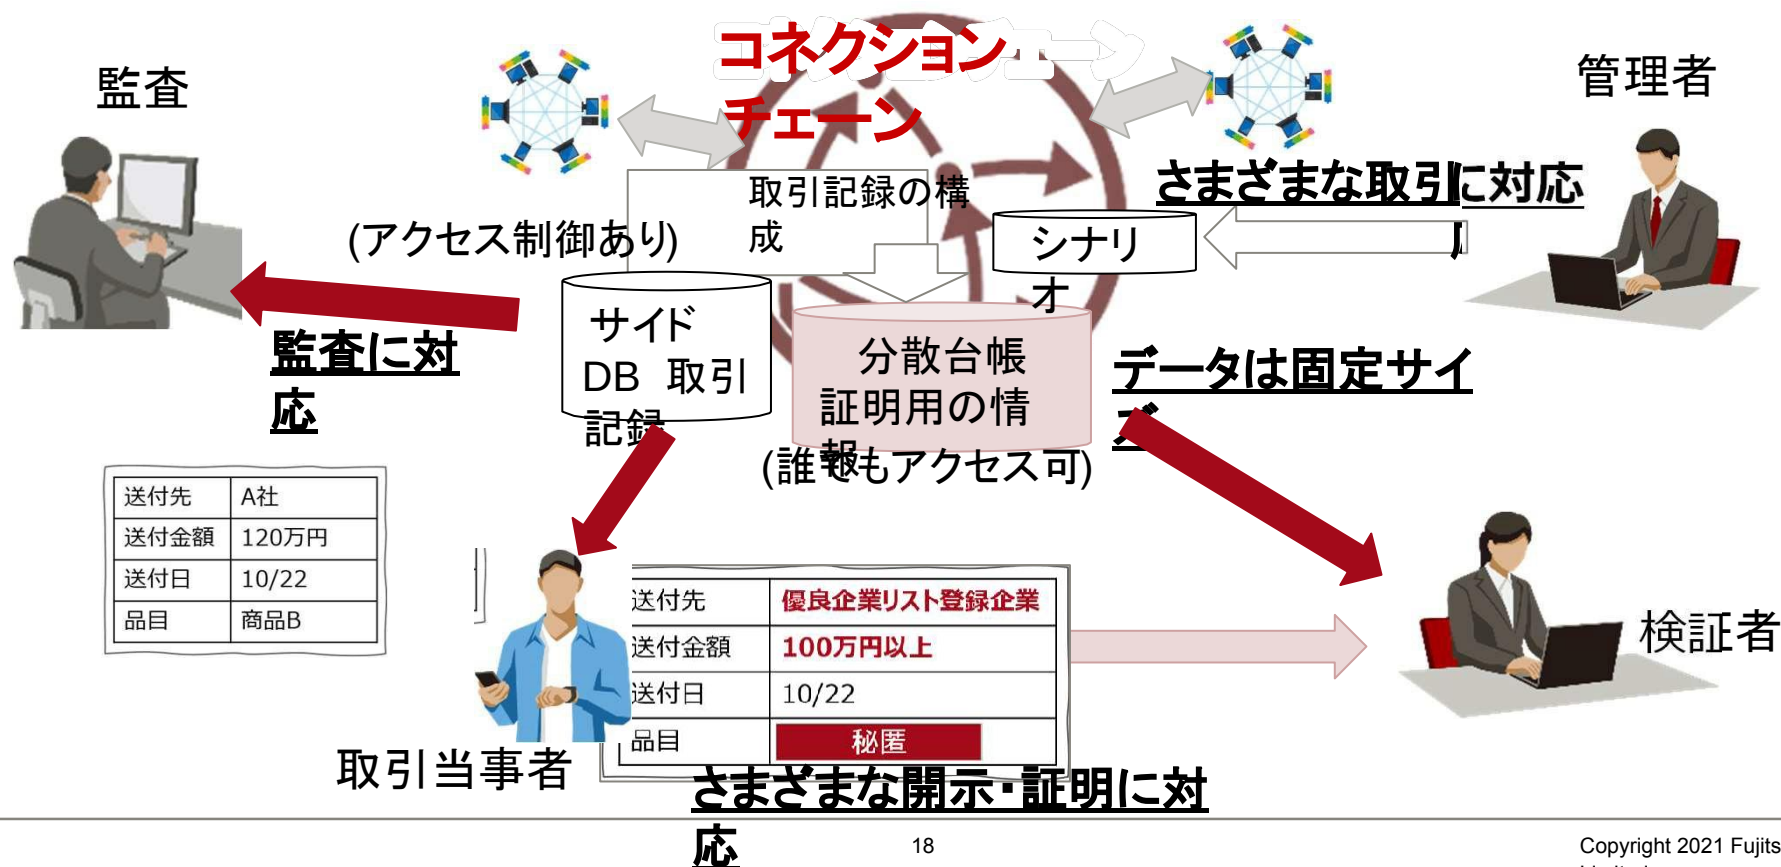 コネクション
チェーン
監査
管理者
さまざまな取引に対応
取引記録の構
成
(アクセス制御あり)
シナリ
オ
サイド
DB 取引
記録
分散台帳
証明用の情
報
(誰でもアクセス可)
監査に対
応
データは固定サイ
ズ
送付先 A社
送付金額 120万円
送付日 10/22
品目 商品B
送付先 優良企業リスト登録企業
送付金額 100万円以上
送付日 10/22
品目 秘匿
検証者
取引当事者
さまざまな開示・証明に対
応
18
Copyright 2021 Fujits